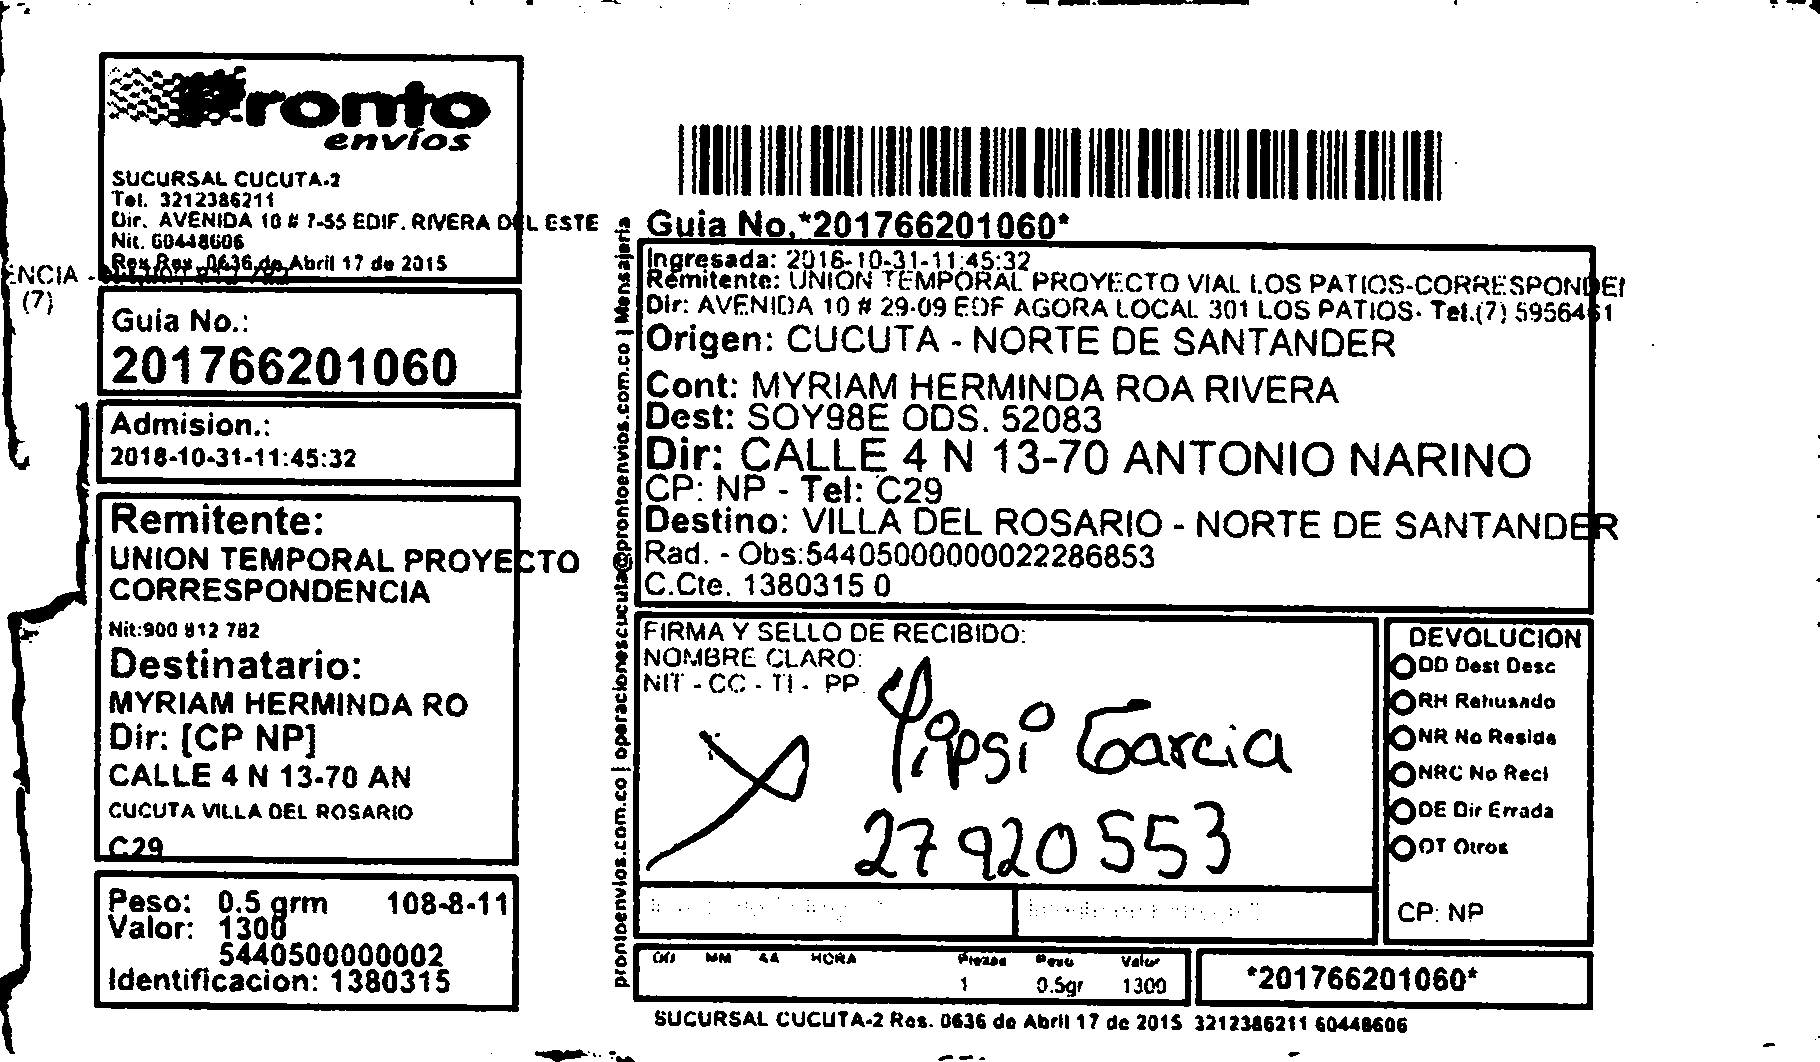 Pronto
envíos
SUCURSAL CUCUTA-2
Tel. 3212386211
Dir. AVENIDA 10 # 7-55 EDIF. RIVERA DEL ESTE
Nit. 60448606
Res Res. 0636 de Abril 17 de 2015
ENCIA -
(7)
Guia No.:
201766201060
Admision.:
2018-10-31-11:45:32
Remitente:
UNION TEMPORAL PROYECTO
CORRESPONDENCIA
Nit:900 812 782
Destinatario:
MYRIAM HERMINDA RO
Dir: [CP NP]
CALLE 4 N 13-70 AN
CUCUTA VILLA DEL ROSARIO
C29
Peso: 0.5 grm 108-8-11
Valor: 1300
5440500000002
Identificacion: 1380315
prontoenvios.com.co | operacionescucuta@prontoenvios.com.co | Mensajeria
Guia No.*201766201060*
Ingresada: 2018-10-31-11:45:32
Remitente: UNION TEMPORAL PROYECTO VIAL LOS PATIOS-CORRESPONDE
Dir: AVENIDA 10 # 29-09 EDF AGORA LOCAL 301 LOS PATIOS- Tel.(7) 5956461
Origen: CUCUTA - NORTE DE SANTANDER
Cont: MYRIAM HERMINDA ROA RIVERA
Dest: SOY98E ODS. 52083
Dir: CALLE 4 N 13-70 ANTONIO NARINO
CP: NP - Tel: C29
Destino: VILLA DEL ROSARIO - NORTE DE SANTANDER
Rad. - Obs:54405000000022286853
C.Cte. 1380315 0
FIRMA Y SELLO DE RECIBIDO:
NOMBRE CLARO:
NIT - CC - TI - PP
Yipsi Garcia
27920553
DEVOLUCION
DD Dest Desc
RH Rehusado
NR No Reside
NRC No Recl
DE Dir Errada
OT Otros
CP: NP
DD MM AA HORA Piezas Peso Valor
1 0.5gr 1300
*201766201060*
SUCURSAL CUCUTA-2 Res. 0636 de Abril 17 de 2015 3212386211 60448606